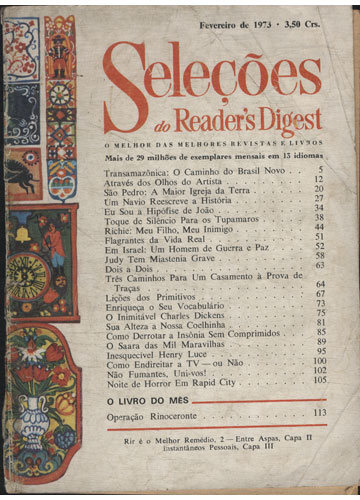 Fevereiro de 1973 · 3,50 Crs.
Seleções
do Reader's Digest
O MELHOR DAS MELHORES REVISTAS E LIVROS
Mais de 29 milhões de exemplares mensais em 13 idiomas
Transamazônica: O Caminho do Brasil Novo . . 5
Através dos Olhos do Artista . . . . . . . 12
São Pedro: A Maior Igreja da Terra . . . . . 20
Um Navio Reescreve a História . . . . . . 27
Eu Sou a Hipófise de João . . . . . . . . 34
Toque de Silêncio Para os Tupamaros . . . . 38
Richie: Meu Filho, Meu Inimigo . . . . . . 44
Flagrantes da Vida Real . . . . . . . . . 51
Em Israel: Um Homem de Guerra e Paz . . . . 52
Judy Tem Miastenia Grave . . . . . . . . 58
Dois a Dois . . . . . . . . . . . . . 63
Três Caminhos Para Um Casamento à Prova de
Traças . . . . . . . . . . . . . . 64
Lições dos Primitivos . . . . . . . . . . 67
Enriqueça o Seu Vocabulário . . . . . . . 73
O Inimitável Charles Dickens . . . . . . . 75
Sua Alteza a Nossa Coelhinha . . . . . . . 81
Como Derrotar a Insônia Sem Comprimidos . . . 85
O Saara das Mil Maravilhas . . . . . . . . 89
Inesquecível Henry Luce . . . . . . . . . 95
Como Endireitar a TV — ou Não . . . . . . 100
Não Fumantes, Uni-vos! . . . . . . . . . 102
Noite de Horror Em Rapid City . . . . . . . 105
O LIVRO DO MÊS
Operação Rinoceronte . . . . . . . . . . 113
Rir é o Melhor Remédio, 2 — Entre Aspas, Capa II
Instantâneos Pessoais, Capa III